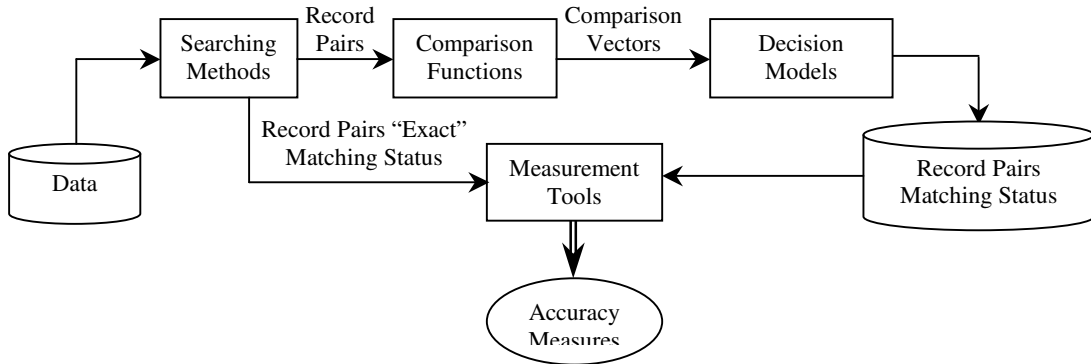 Searching
Methods
Record
Pairs
Comparison
Functions
Comparison
Vectors
Decision
Models
Data
Record Pairs “Exact”
Matching Status
Measurement
Tools
Record Pairs
Matching Status
Accuracy
Measures